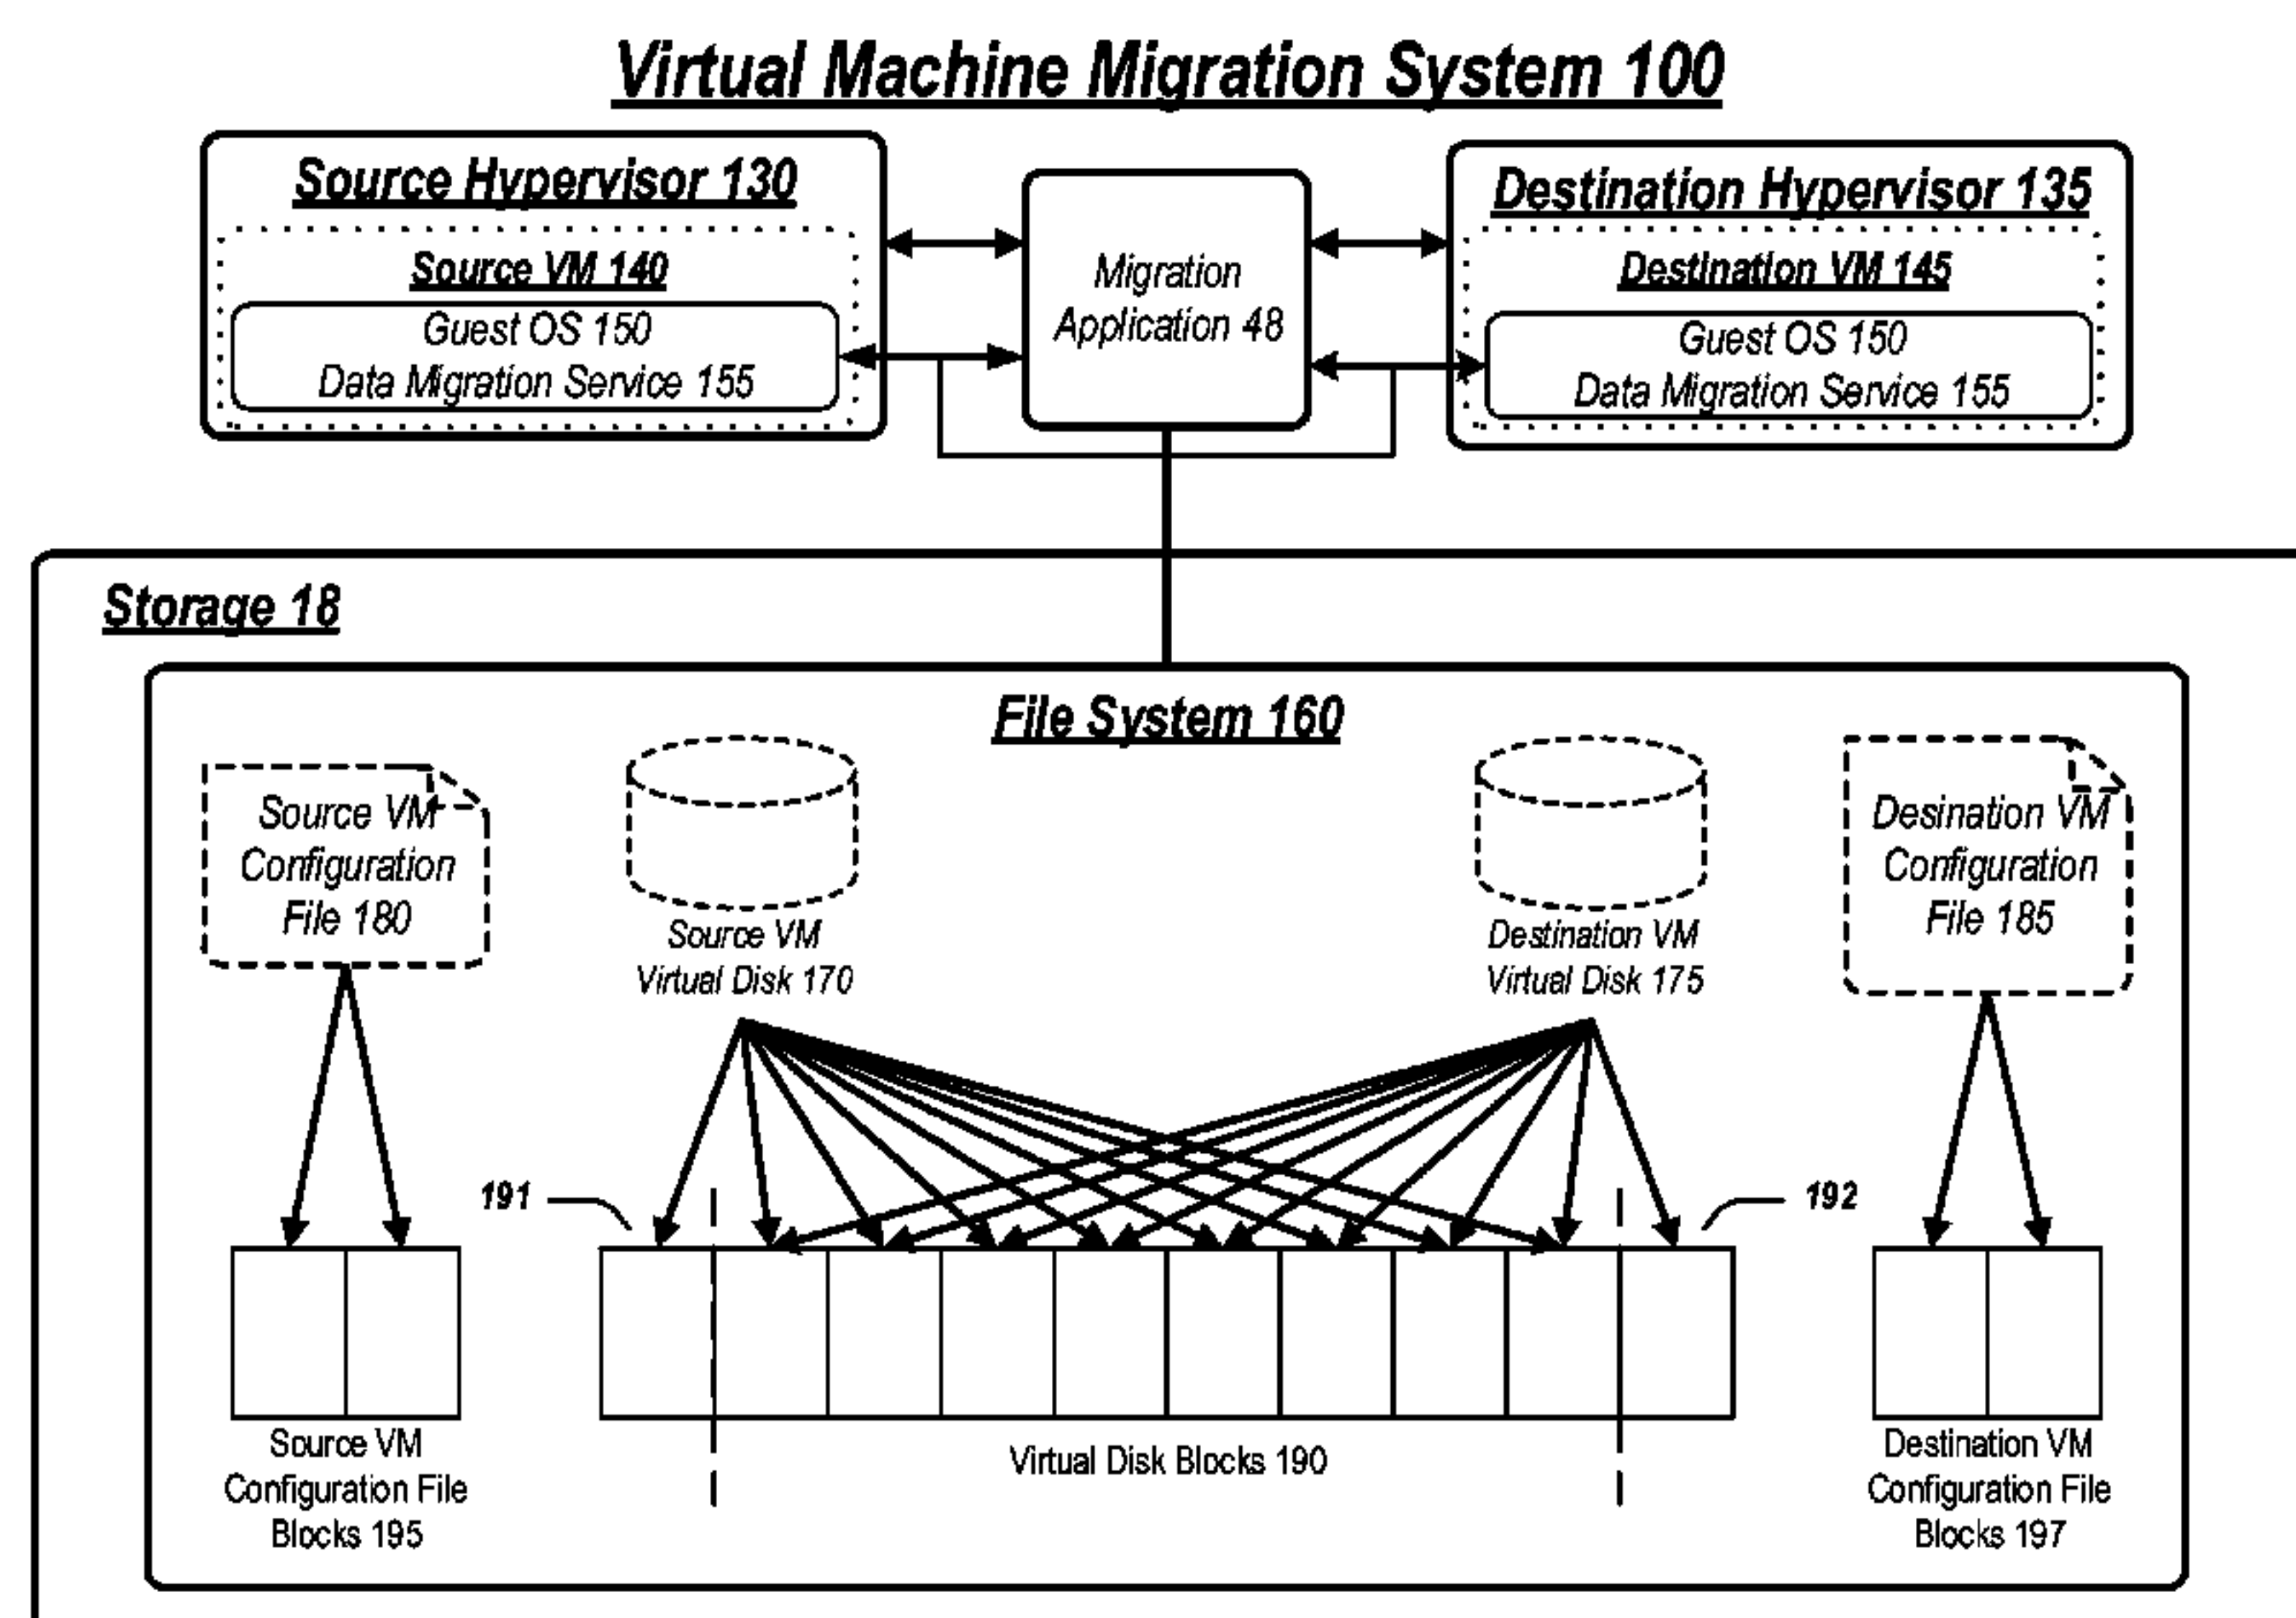 Virtual Machine Migration System 100
Source Hypervisor 130
Source VM 140
Guest OS 150
Data Migration Service 155
Migration
Application 48
Destination Hypervisor 135
Destination VM 145
Guest OS 150
Data Migration Service 155
Storage 18
File System 160
Source VM
Configuration
File 180
Source VM
Virtual Disk 170
Destination VM
Virtual Disk 175
Desination VM
Configuration
File 185
191
192
Source VM
Configuration File
Blocks 195
Virtual Disk Blocks 190
Destination VM
Configuration File
Blocks 197